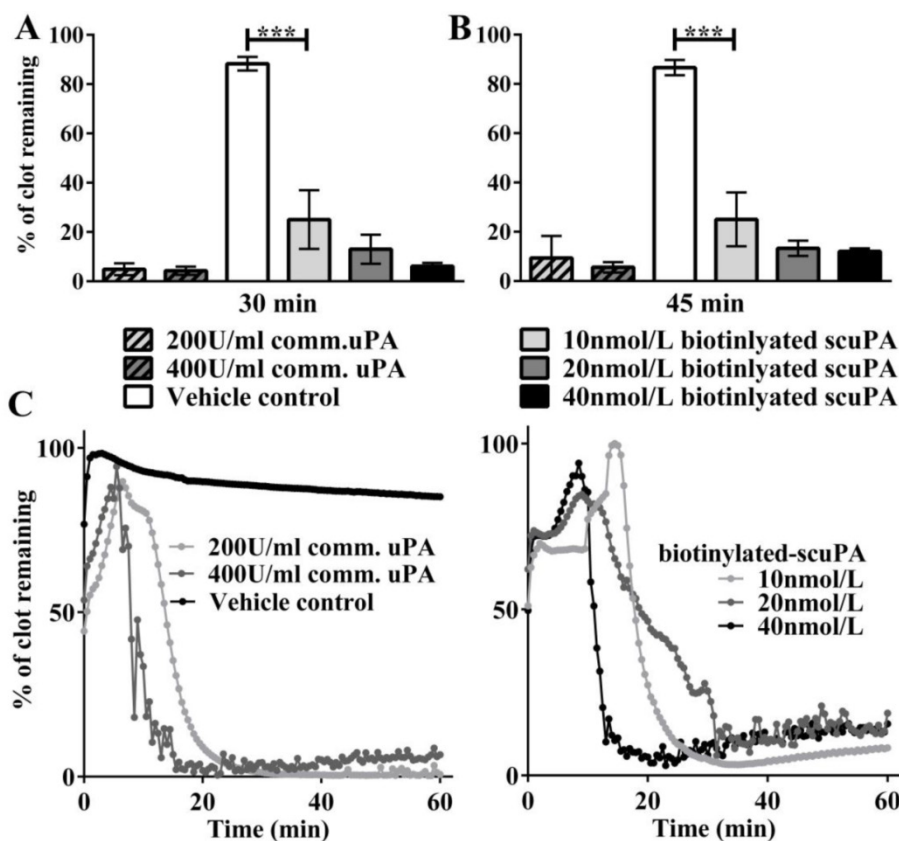 A
B
% of clot remaining
100
80
60
40
20
0
***
30 min
100
80
60
40
20
0
***
45 min
200U/ml comm.uPA
400U/ml comm. uPA
Vehicle control
10nmol/L biotinlyated scuPA
20nmol/L biotinlyated scuPA
40nmol/L biotinlyated scuPA
C
% of clot remaining
100
50
0
200U/ml comm. uPA
400U/ml comm. uPA
Vehicle control
0 20 40 60
Time (min)
100
50
0
biotinylated-scuPA
10nmol/L
20nmol/L
40nmol/L
0 20 40 60
Time (min)